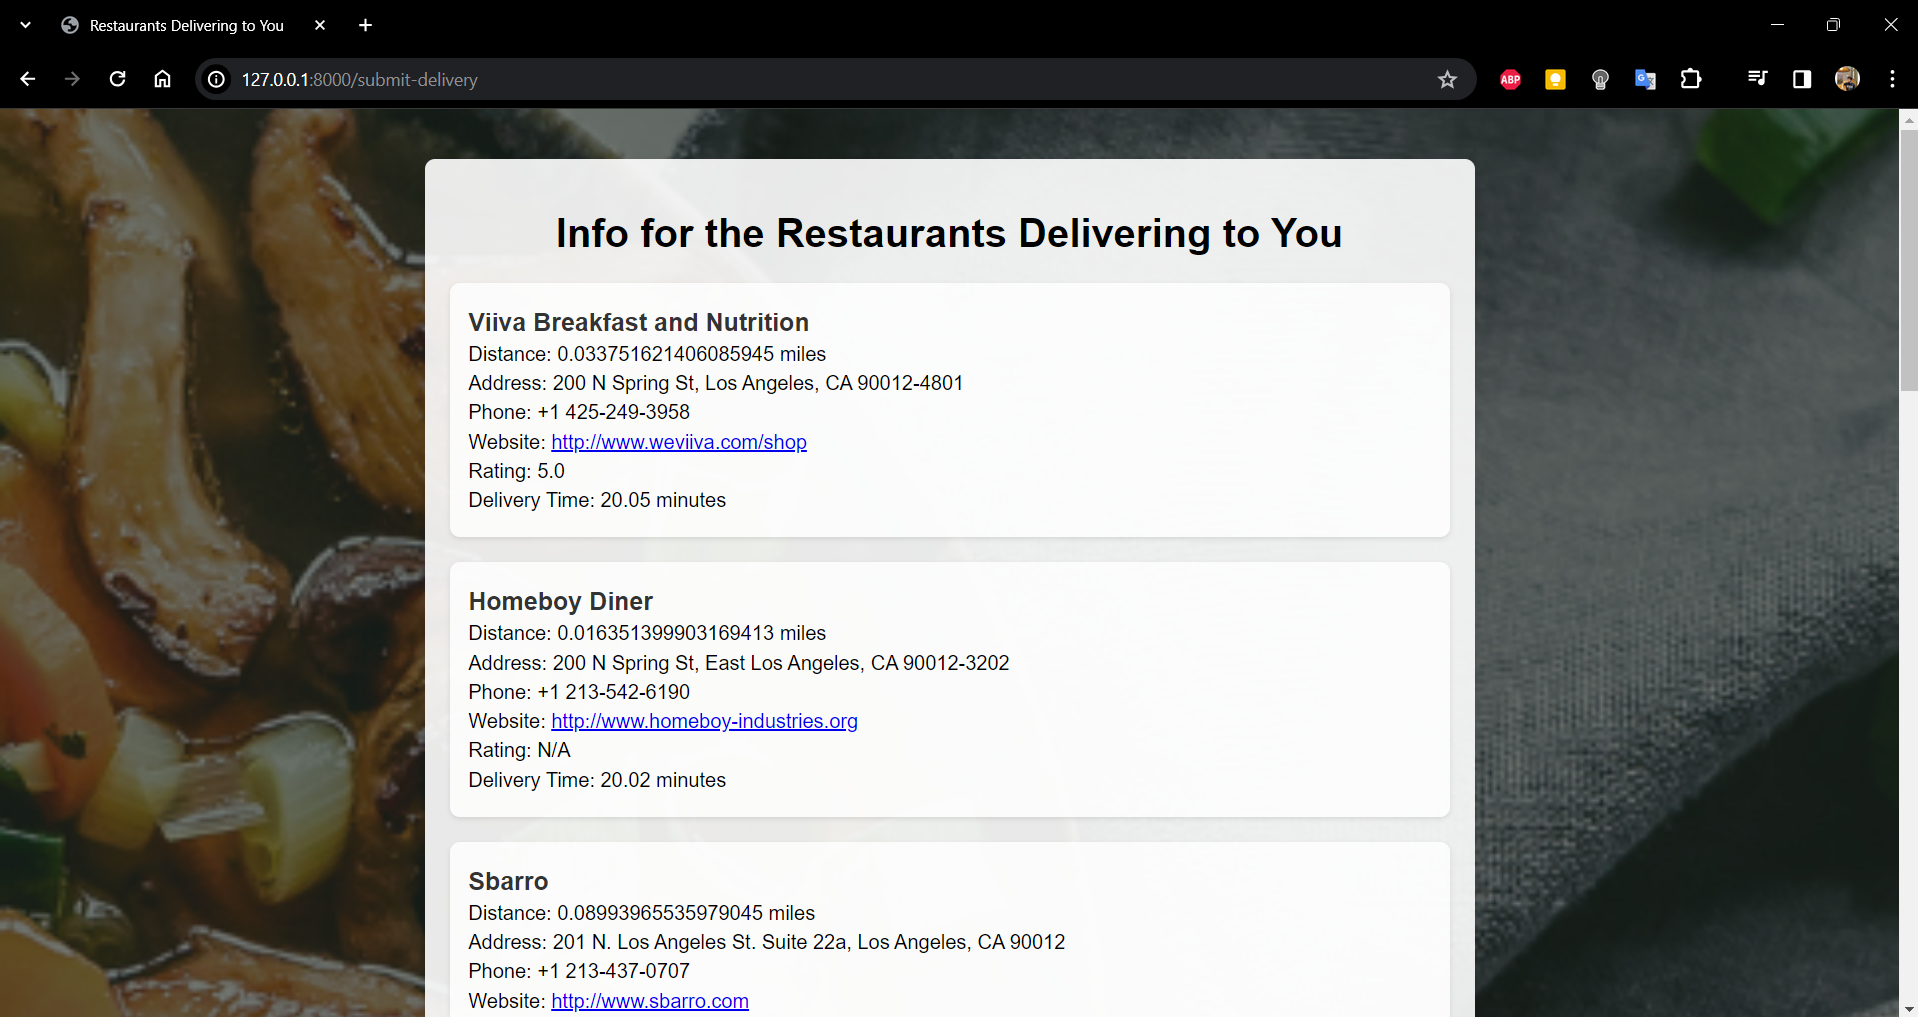 Restaurants Delivering to You
127.0.0.1:8000/submit-delivery
ABP
Info for the Restaurants Delivering to You
Viiva Breakfast and Nutrition
Distance: 0.033751621406085945 miles
Address: 200 N Spring St, Los Angeles, CA 90012-4801
Phone: +1 425-249-3958
Website: http://www.weviiva.com/shop
Rating: 5.0
Delivery Time: 20.05 minutes
Homeboy Diner
Distance: 0.016351399903169413 miles
Address: 200 N Spring St, East Los Angeles, CA 90012-3202
Phone: +1 213-542-6190
Website: http://www.homeboy-industries.org
Rating: N/A
Delivery Time: 20.02 minutes
Sbarro
Distance: 0.08993965535979045 miles
Address: 201 N. Los Angeles St. Suite 22a, Los Angeles, CA 90012
Phone: +1 213-437-0707
Website: http://www.sbarro.com